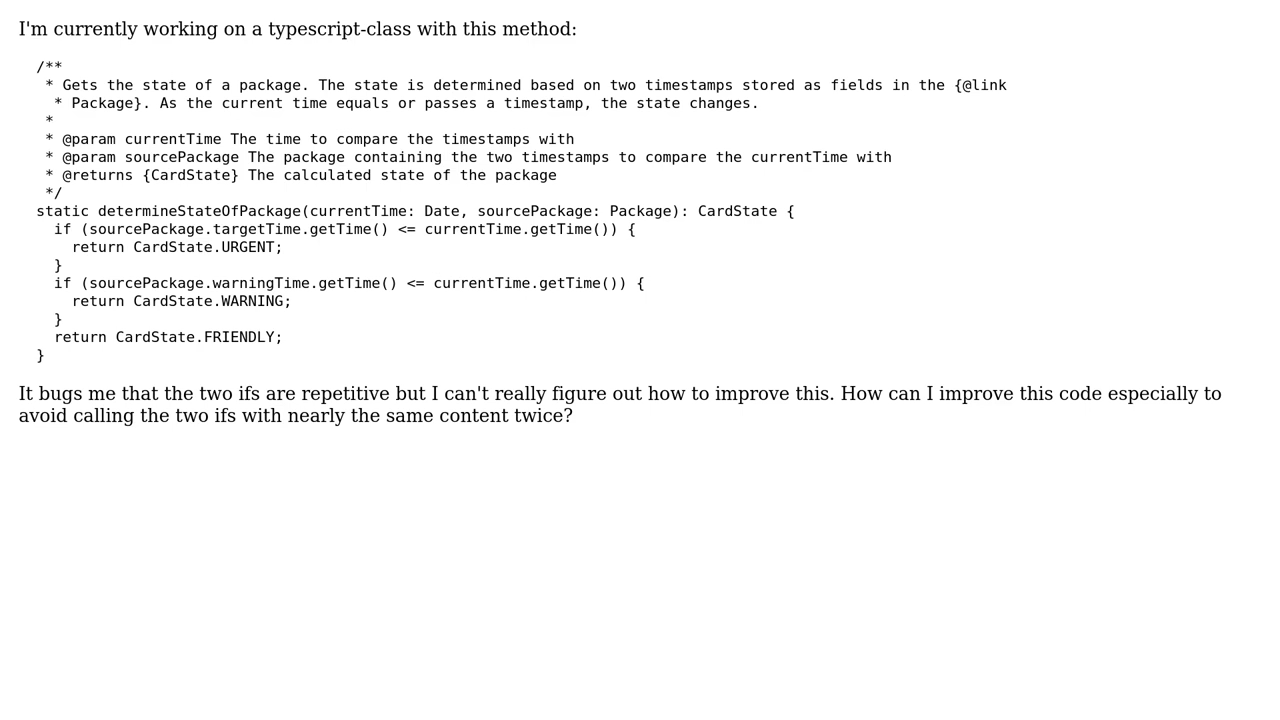 I'm currently working on a typescript-class with this method:
/**
 * Gets the state of a package. The state is determined based on two timestamps stored as fields in the {@link
  * Package}. As the current time equals or passes a timestamp, the state changes.
 *
 * @param currentTime The time to compare the timestamps with
 * @param sourcePackage The package containing the two timestamps to compare the currentTime with
 * @returns {CardState} The calculated state of the package
 */
static determineStateOfPackage(currentTime: Date, sourcePackage: Package): CardState {
  if (sourcePackage.targetTime.getTime() <= currentTime.getTime()) {
    return CardState.URGENT;
  }
  if (sourcePackage.warningTime.getTime() <= currentTime.getTime()) {
    return CardState.WARNING;
  }
  return CardState.FRIENDLY;
}
It bugs me that the two ifs are repetitive but I can't really figure out how to improve this. How can I improve this code especially to
avoid calling the two ifs with nearly the same content twice?